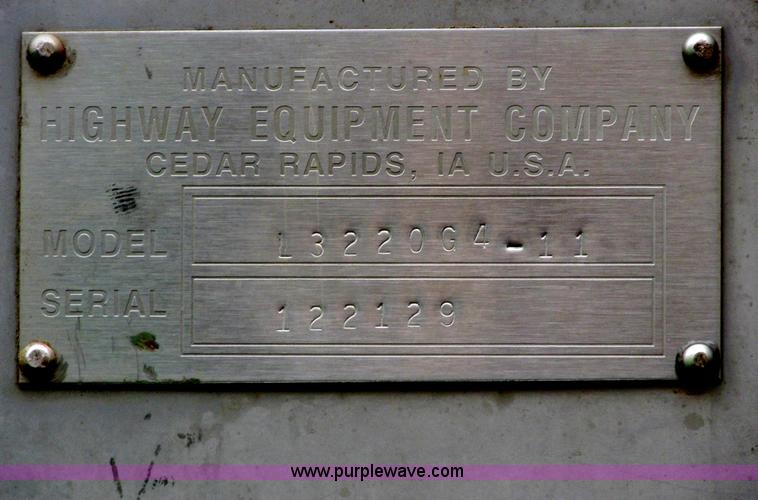 MANUFACTURED BY
HIGHWAY EQUIPMENT COMPANY
CEDAR RAPIDS, IA U.S.A.
MODEL L3220G4-11
SERIAL 122129
www.purplewave.com